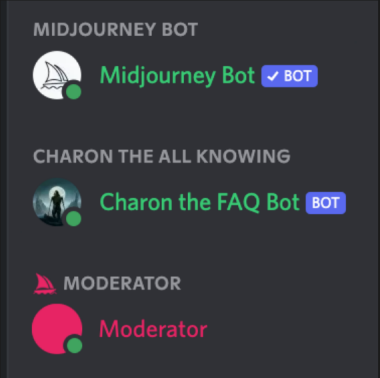 MIDJOURNEY BOT
Midjourney Bot ✓ BOT
CHARON THE ALL KNOWING
Charon the FAQ Bot BOT
MODERATOR
Moderator